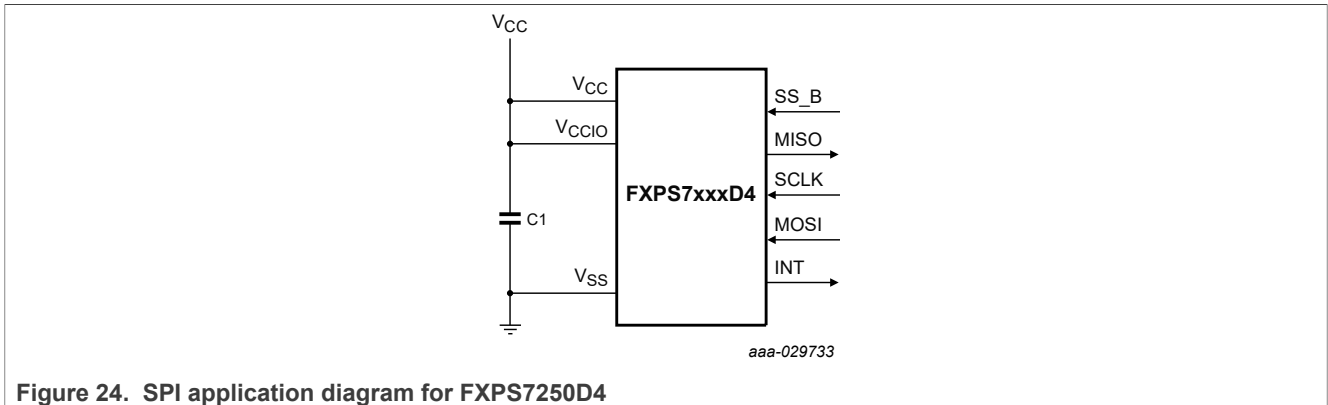 VCC
VCC
VCCIO
VSS
C1
FXPS7xxxD4
SS_B
MISO
SCLK
MOSI
INT
aaa-029733
Figure 24. SPI application diagram for FXPS7250D4